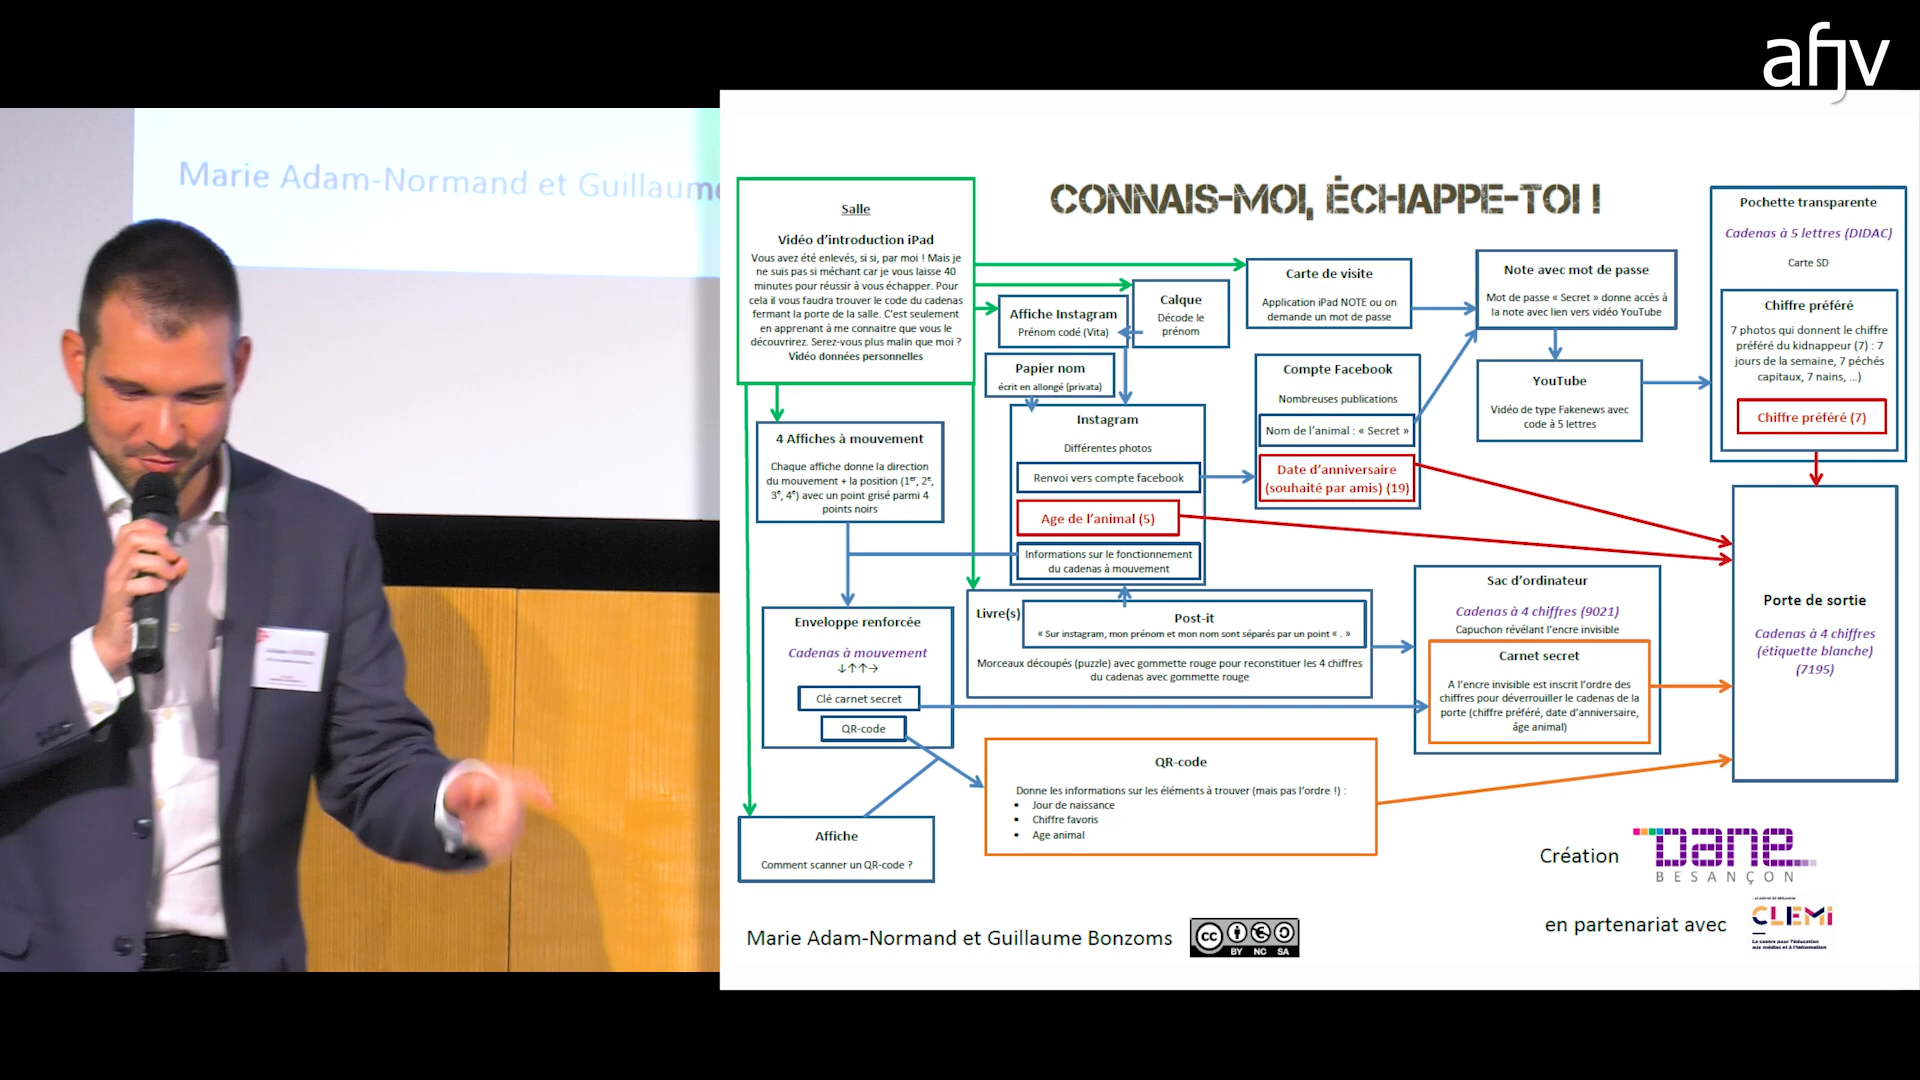 afjv
Marie Adam-Normand et Guillaume
CONNAIS-MOI, ÉCHAPPE-TOI !
Salle
Vidéo d'introduction iPad
Vous avez été enlevés, si si, par moi ! Mais je
ne suis pas si méchant car je vous laisse 40
minutes pour réussir à vous échapper. Pour
cela il vous faudra trouver le code du cadenas
fermant la porte de la salle. C'est seulement
en apprenant à me connaitre que vous le
découvrirez. Serez-vous plus malin que moi ?
Vidéo données personnelles
Affiche Instagram
Prénom codé (Vita)
Calque
Décode le
prénom
Papier nom
écrit en allongé (privata)
Carte de visite
Application iPad NOTE ou on
demande un mot de passe
Note avec mot de passe
Mot de passe « Secret » donne accès à
la note avec lien vers vidéo YouTube
YouTube
Vidéo de type Fakenews avec
code à 5 lettres
Pochette transparente
Cadenas à 5 lettres (DIDAC)
Carte SD
Chiffre préféré
7 photos qui donnent le chiffre
préféré du kidnappeur (7) : 7
jours de la semaine, 7 péchés
capitaux, 7 nains, ...)
Chiffre préféré (7)
4 Affiches à mouvement
Chaque affiche donne la direction
du mouvement + la position (1er, 2e,
3e, 4e) avec un point grisé parmi 4
points noirs
Instagram
Différentes photos
Renvoi vers compte facebook
Age de l'animal (5)
Informations sur le fonctionnement
du cadenas à mouvement
Compte Facebook
Nombreuses publications
Nom de l'animal : « Secret »
Date d'anniversaire
(souhaité par amis) (19)
Enveloppe renforcée
Cadenas à mouvement
↓↑↑→
Clé carnet secret
QR-code
Livre(s)
Post-it
« Sur instagram, mon prénom et mon nom sont séparés par un point « . »
Morceaux découpés (puzzle) avec gommette rouge pour reconstituer les 4 chiffres
du cadenas avec gommette rouge
Sac d'ordinateur
Cadenas à 4 chiffres (9021)
Capuchon révélant l'encre invisible
Carnet secret
A l'encre invisible est inscrit l'ordre des
chiffres pour déverrouiller le cadenas de la
porte (chiffre préféré, date d'anniversaire,
âge animal)
Porte de sortie
Cadenas à 4 chiffres
(étiquette blanche)
(7195)
QR-code
Donne les informations sur les éléments à trouver (mais pas l'ordre !) :
• Jour de naissance
• Chiffre favoris
• Age animal
Affiche
Comment scanner un QR-code ?
Création
DANE
BESANÇON
en partenariat avec
CLEMI
Le centre pour l'éducation
aux médias et à l'information
Marie Adam-Normand et Guillaume Bonzoms
cc
BY NC SA